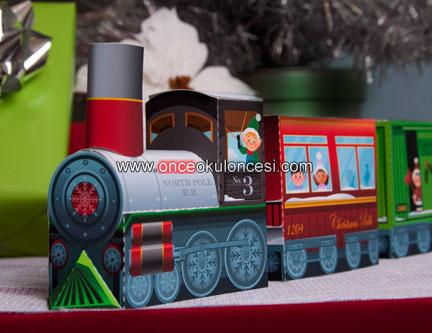 www.onceokuloncesi.com
NORTH POLE
R.R.
No.
3
1209
Christmas